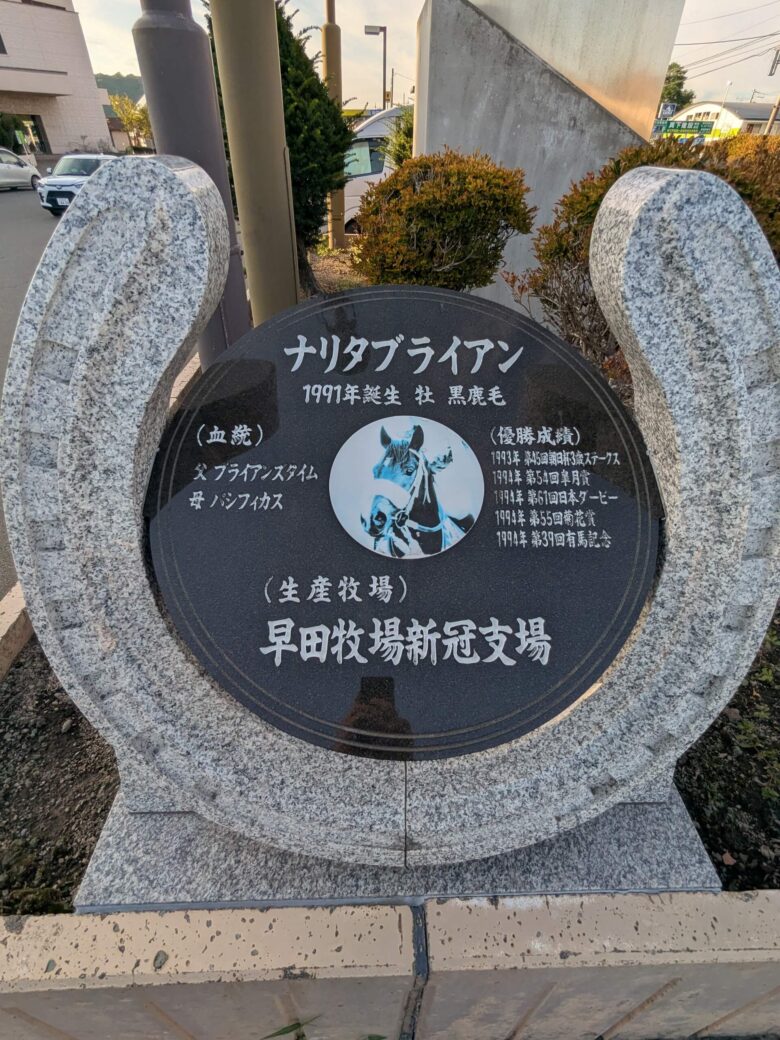 ナリタブライアン
1991年誕生 牡 黒鹿毛
(血統)
父 ブライアンズタイム
母 パシフィカス
(優勝成績)
1993年 第45回朝日杯3歳ステークス
1994年 第54回皐月賞
1994年 第61回日本ダービー
1994年 第55回菊花賞
1994年 第39回有馬記念
(生産牧場)
早田牧場新冠支場